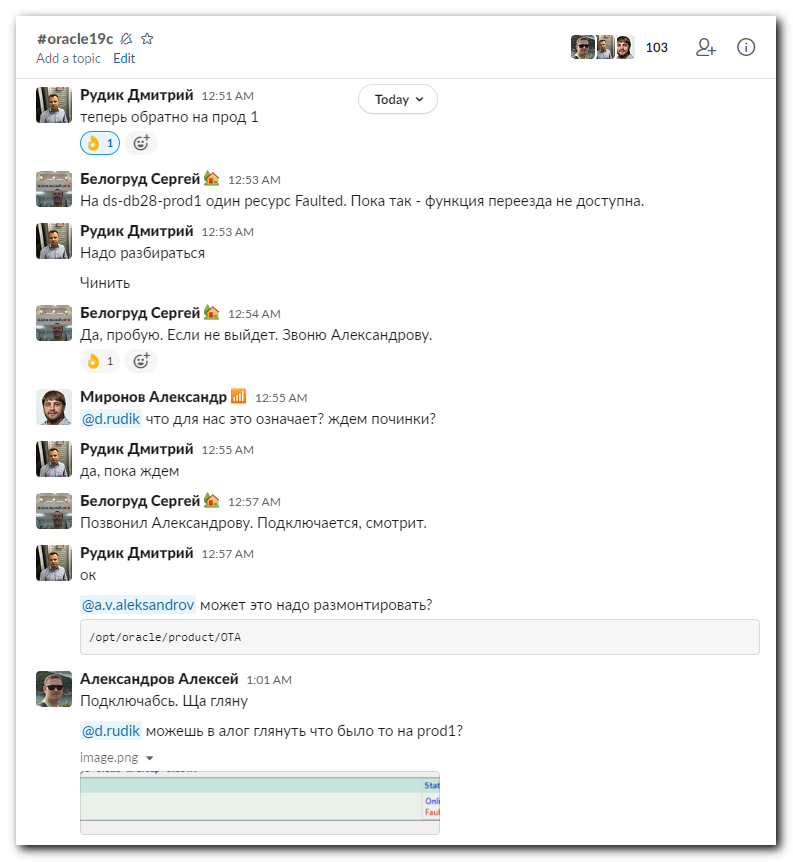 #oracle19c
103
Add a topic Edit
Today
Рудик Дмитрий 12:51 AM
теперь обратно на прод 1
1
Белогруд Сергей 12:53 AM
На ds-db28-prod1 один ресурс Faulted. Пока так - функция переезда не доступна.
Рудик Дмитрий 12:53 AM
Надо разбираться
Чинить
Белогруд Сергей 12:54 AM
Да, пробую. Если не выйдет. Звоню Александрову.
1
Миронов Александр 12:55 AM
@d.rudik что для нас это означает? ждем починки?
Рудик Дмитрий 12:55 AM
да, пока ждем
Белогруд Сергей 12:57 AM
Позвонил Александрову. Подключается, смотрит.
Рудик Дмитрий 12:57 AM
ок
@a.v.aleksandrov может это надо размонтировать?
/opt/oracle/product/OTA
Александров Алексей 1:01 AM
Подключабсь. Ща гляну
@d.rudik можешь в алог глянуть что было то на prod1?
image.png
Stat
Onli
Faul